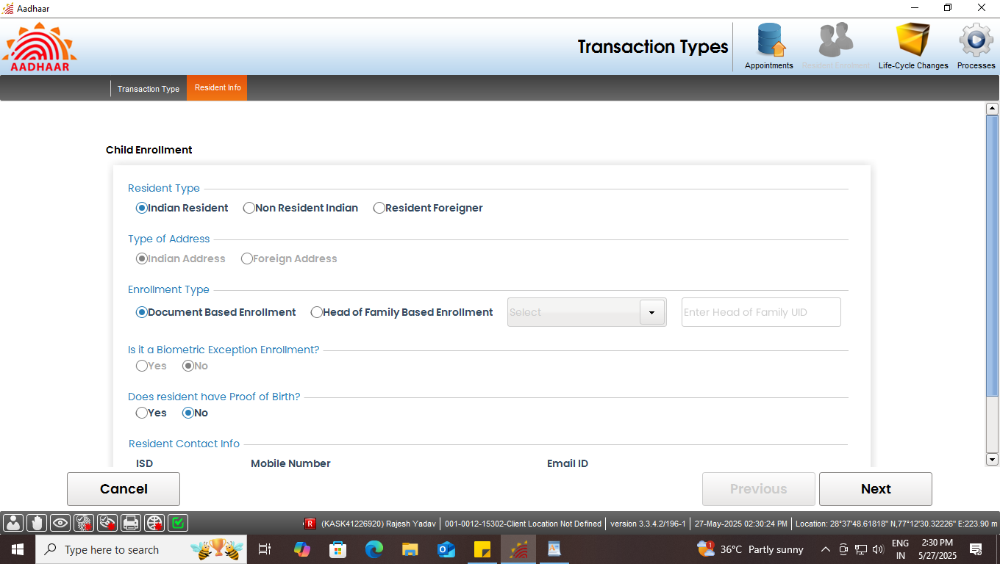 Aadhaar
AADHAAR
Transaction Types
Appointments
Resident Enrolment
Life-Cycle Changes
Processes
Transaction Type
Resident Info
Child Enrollment
Resident Type
Indian Resident Non Resident Indian Resident Foreigner
Type of Address
Indian Address Foreign Address
Enrollment Type
Document Based Enrollment Head of Family Based Enrollment Select Enter Head of Family UID
Is it a Biometric Exception Enrollment?
Yes No
Does resident have Proof of Birth?
Yes No
Resident Contact Info
ISD Mobile Number Email ID
Cancel Previous Next
R (KASK41226920) Rajesh Yadav 001-0012-15302-Client Location Not Defined version 3.3.4.2/196-1 27-May-2025 02:30:24 PM Location: 28°37'48.61818" N,77°12'30.32226" E:223.90 m
Type here to search
1
36°C Partly sunny
ENG
IN
2:30 PM
5/27/2025